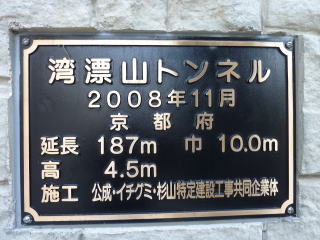 湾漂山トンネル
2008年11月
京都府
延長 187m 巾 10.0m
高 4.5m
施工 公成・イチグミ・杉山特定建設工事共同企業体